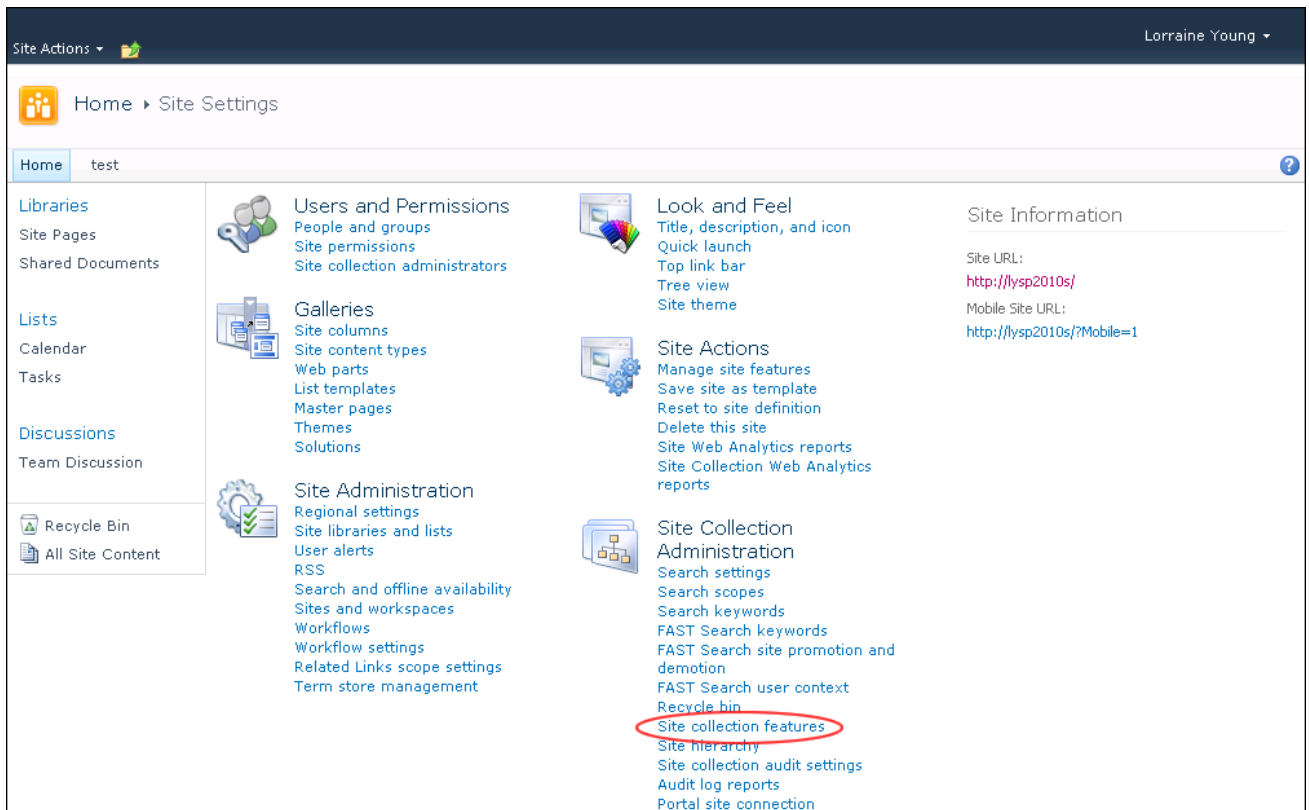 Lorraine Young
Site Actions
Home ▸ Site Settings
Home
test
Libraries
Site Pages
Shared Documents
Lists
Calendar
Tasks
Discussions
Team Discussion
Recycle Bin
All Site Content
Users and Permissions
People and groups
Site permissions
Site collection administrators
Galleries
Site columns
Site content types
Web parts
List templates
Master pages
Themes
Solutions
Site Administration
Regional settings
Site libraries and lists
User alerts
RSS
Search and offline availability
Sites and workspaces
Workflows
Workflow settings
Related Links scope settings
Term store management
Look and Feel
Title, description, and icon
Quick launch
Top link bar
Tree view
Site theme
Site Actions
Manage site features
Save site as template
Reset to site definition
Delete this site
Site Web Analytics reports
Site Collection Web Analytics
reports
Site Collection
Administration
Search settings
Search scopes
Search keywords
FAST Search keywords
FAST Search site promotion and
demotion
FAST Search user context
Recycle bin
Site collection features
Site hierarchy
Site collection audit settings
Audit log reports
Portal site connection
Site Information
Site URL:
http://lysp2010s/
Mobile Site URL:
http://lysp2010s/?Mobile=1